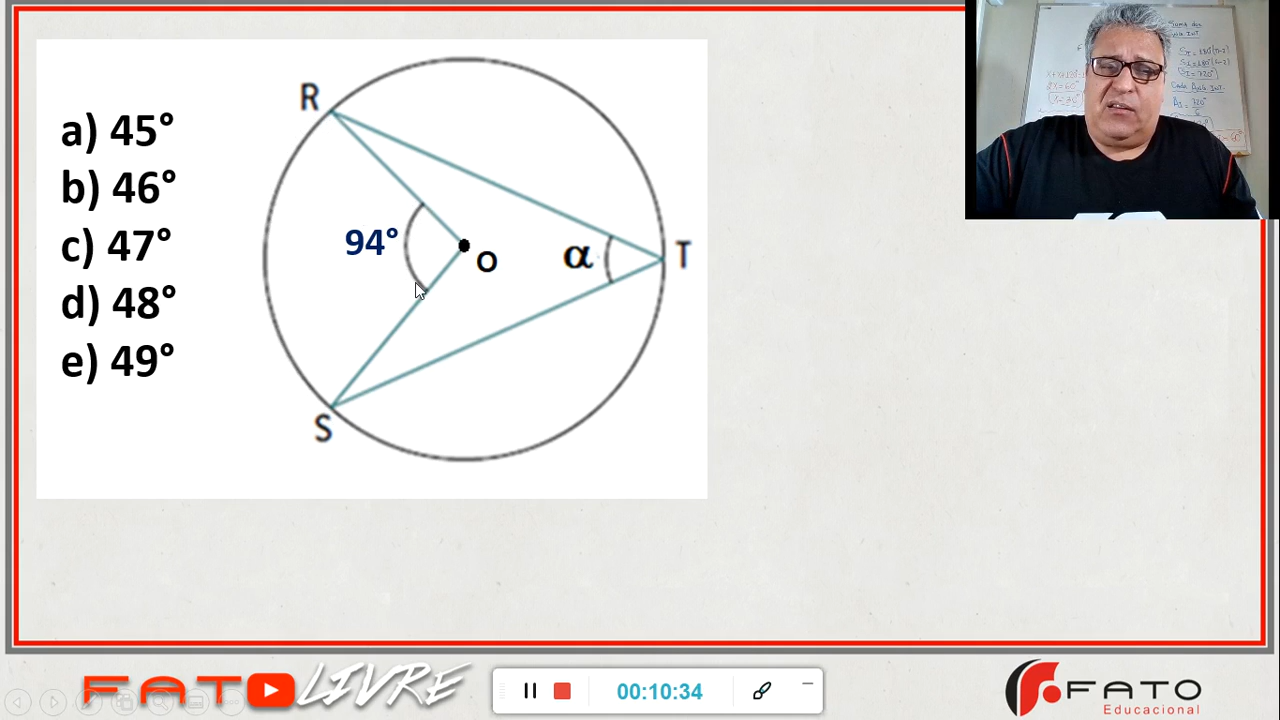 R
a) 45°
b) 46°
c) 47°
d) 48°
e) 49°
94°
O
α
T
S
FATO LIVRE
00:10:34
FATO
Educacional